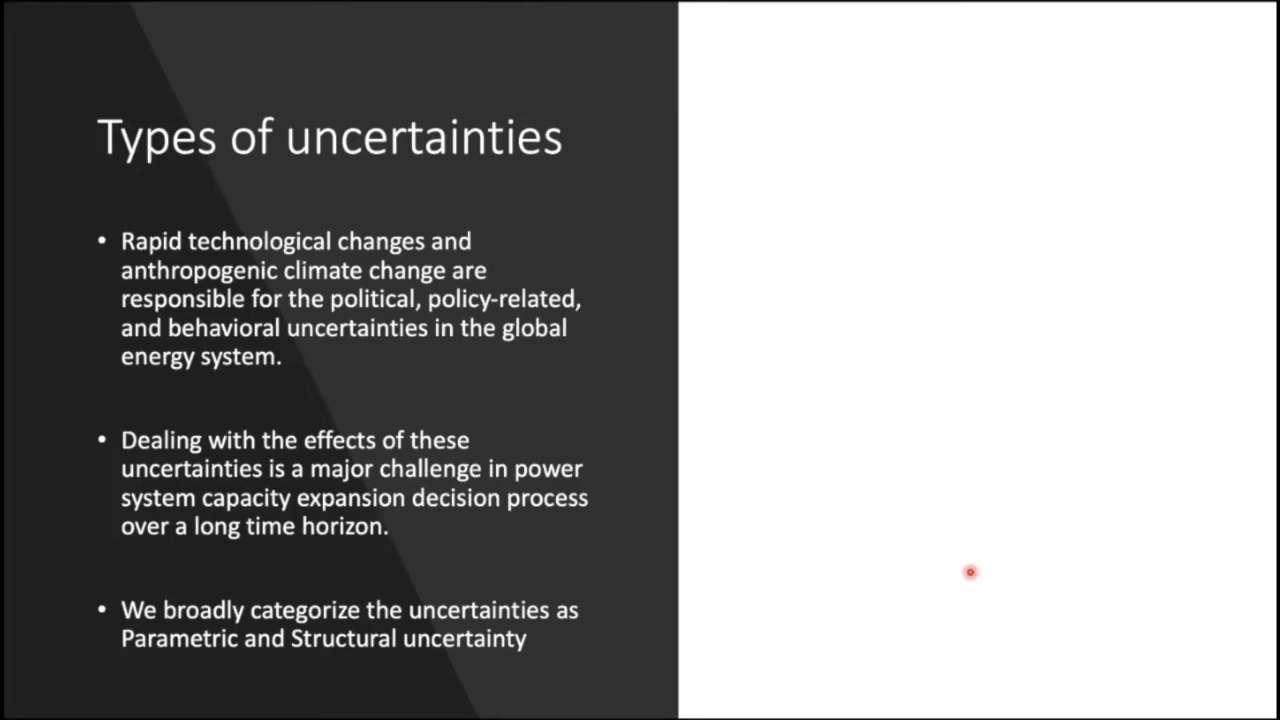 Types of uncertainties
• Rapid technological changes and
anthropogenic climate change are
responsible for the political, policy-related,
and behavioral uncertainties in the global
energy system.
• Dealing with the effects of these
uncertainties is a major challenge in power
system capacity expansion decision process
over a long time horizon.
• We broadly categorize the uncertainties as
Parametric and Structural uncertainty